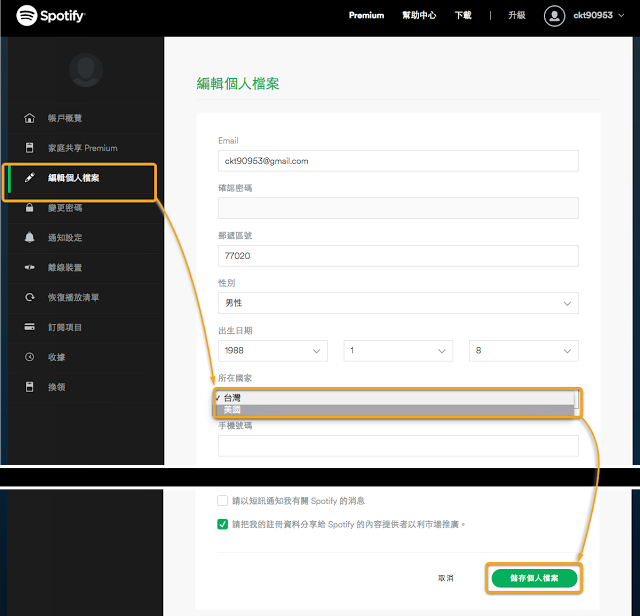 Spotify
Premium 幫助中心 下載 | 升級 ckt90953
帳戶概覽
家庭共享 Premium
編輯個人檔案
變更密碼
通知設定
離線裝置
恢復播放清單
訂閱項目
收據
換領
編輯個人檔案
Email
ckt90953@gmail.com
確認密碼
郵遞區號
77020
性別
男性
出生日期
1988 1 8
所在國家
✓ 台灣
美國
手機號碼
請以短訊通知我有關 Spotify 的消息
請把我的註冊資料分享給 Spotify 的內容提供者以利市場推廣。
取消 儲存個人檔案